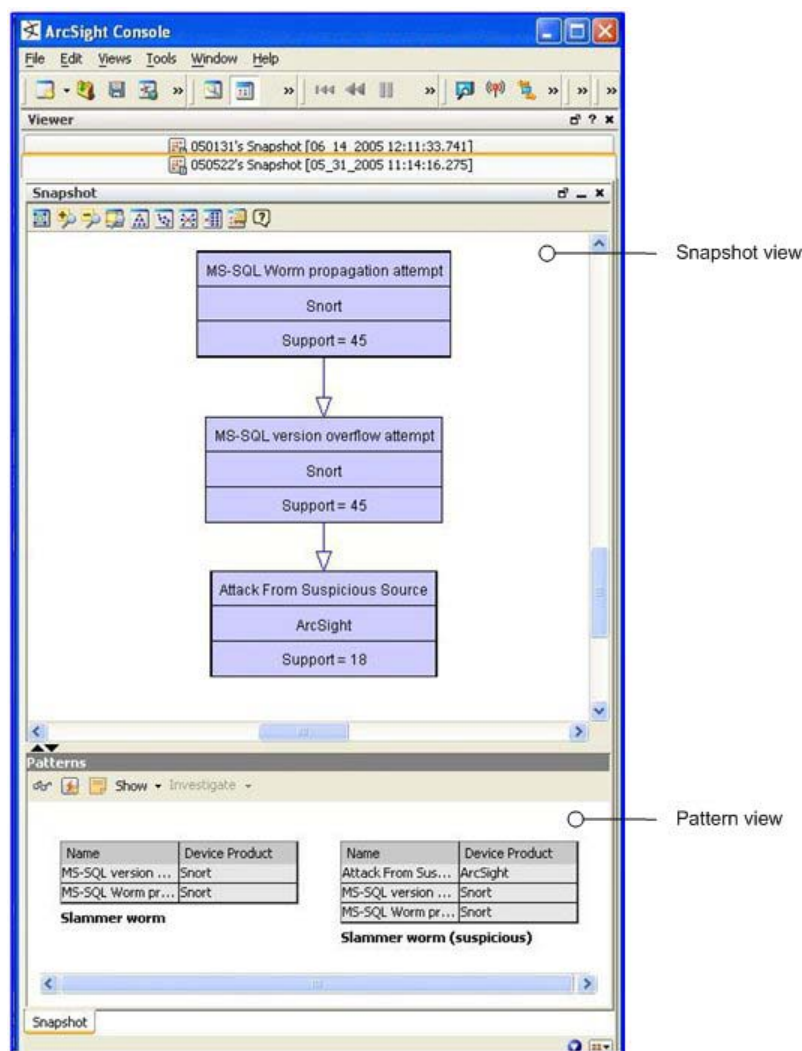 ArcSight Console
File Edit Views Tools Window Help
Viewer
050131's Snapshot [06_14_2005 12:11:33.741]
050522's Snapshot [05_31_2005 11:14:16.275]
Snapshot
MS-SQL Worm propagation attempt
Snort
Support = 45
Snapshot view
MS-SQL version overflow attempt
Snort
Support = 45
Attack From Suspicious Source
ArcSight
Support = 18
Patterns
Show Investigate
Pattern view
Name Device Product
MS-SQL version ... Snort
MS-SQL Worm pr... Snort
Slammer worm
Name Device Product
Attack From Sus... ArcSight
MS-SQL version ... Snort
MS-SQL Worm pr... Snort
Slammer worm (suspicious)
Snapshot